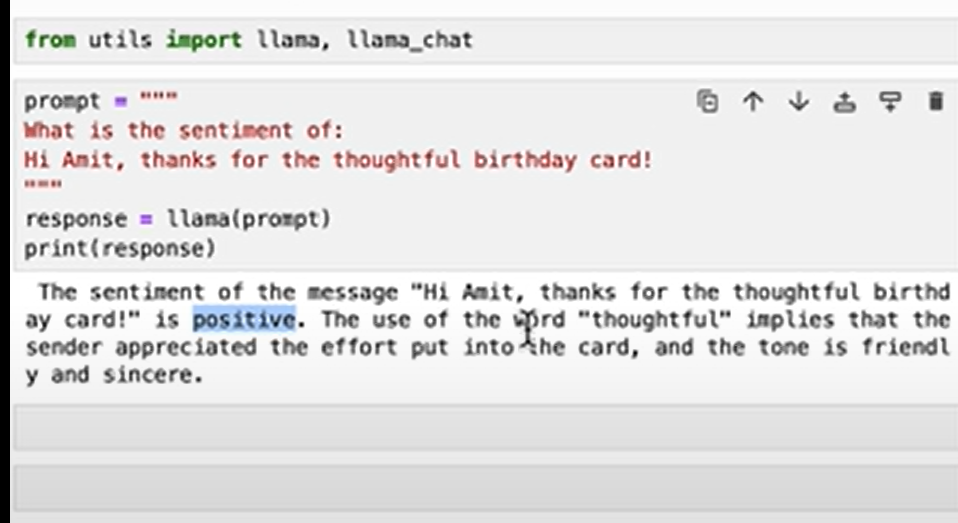 from utils import llama, llama_chat
prompt = """
What is the sentiment of:
Hi Amit, thanks for the thoughtful birthday card!
"""
response = llama(prompt)
print(response)
The sentiment of the message "Hi Amit, thanks for the thoughtful birthd
ay card!" is positive. The use of the word "thoughtful" implies that the
sender appreciated the effort put into the card, and the tone is friendl
y and sincere.